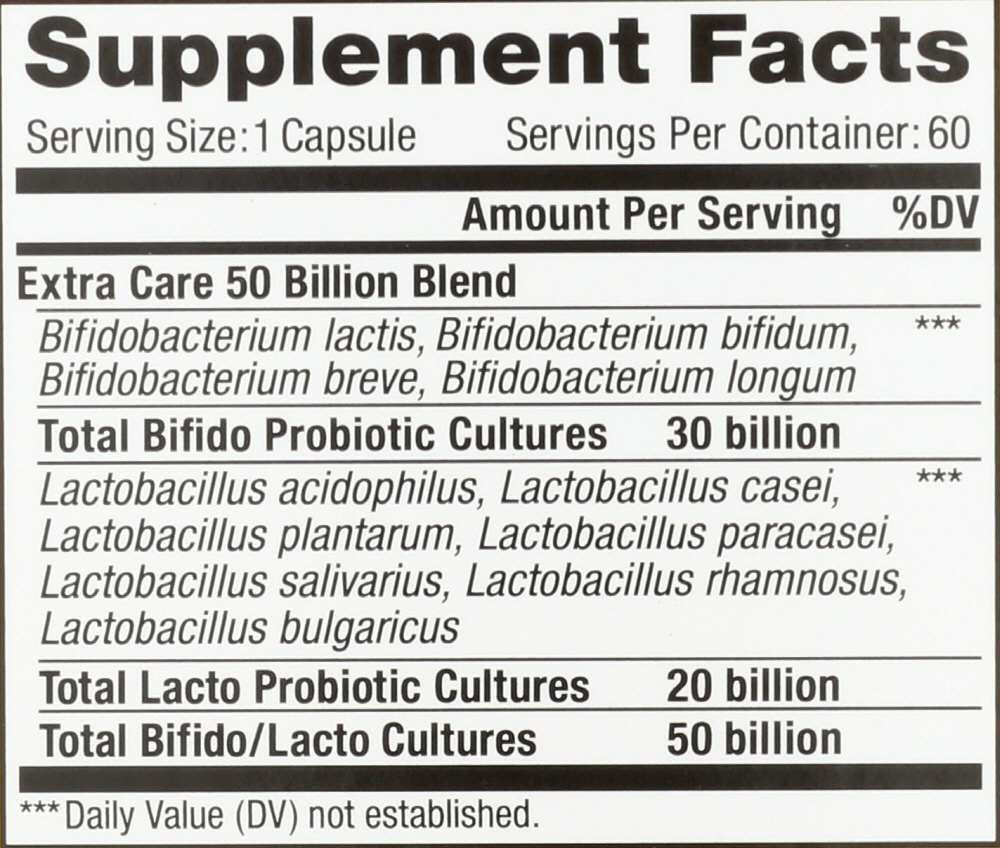 Supplement Facts
Serving Size: 1 Capsule Servings Per Container: 60
Amount Per Serving %DV
Extra Care 50 Billion Blend
Bifidobacterium lactis, Bifidobacterium bifidum, ***
Bifidobacterium breve, Bifidobacterium longum
Total Bifido Probiotic Cultures 30 billion
Lactobacillus acidophilus, Lactobacillus casei, ***
Lactobacillus plantarum, Lactobacillus paracasei,
Lactobacillus salivarius, Lactobacillus rhamnosus,
Lactobacillus bulgaricus
Total Lacto Probiotic Cultures 20 billion
Total Bifido/Lacto Cultures 50 billion
***Daily Value (DV) not established.